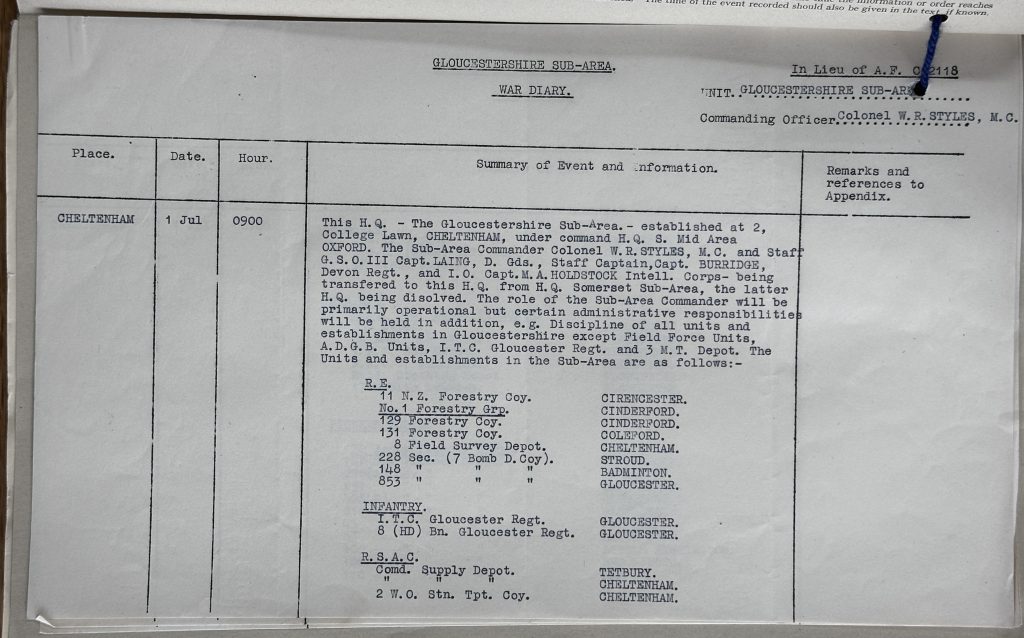 the information or order reaches
The time of the event recorded should also be given in the text, if known.
GLOUCESTERSHIRE SUB-AREA.
In Lieu of A.F. C 2118
WAR DIARY.
UNIT. GLOUCESTERSHIRE SUB-AREA
Commanding Officer. Colonel W.R.STYLES, M.C.
Place. Date. Hour. Summary of Event and Information. Remarks and
references to
Appendix.
CHELTENHAM 1 Jul 0900 This H.Q. - The Gloucestershire Sub-Area.- established at 2,
College Lawn, CHELTENHAM, under command H.Q. S. Mid Area
OXFORD. The Sub-Area Commander Colonel W.R.STYLES, M.C. and Staff
G.S.O.III Capt.LAING, D. Gds., Staff Captain,Capt. BURRIDGE,
Devon Regt., and I.O. Capt.M.A.HOLDSTOCK Intell. Corps- being
transfered to this H.Q. from H.Q. Somerset Sub-Area, the latter
H.Q. being disolved. The role of the Sub-Area Commander will be
primarily operational but certain administrative responsibilities
will be held in addition, e.g. Discipline of all units and
establishments in Gloucestershire except Field Force Units,
A.D.G.B. Units, I.T.C. Gloucester Regt. and 3 M.T. Depot. The
Units and establishments in the Sub-Area are as follows:-
R.E.
11 N.Z. Forestry Coy. CIRENCESTER.
No.1 Forestry Grp. CINDERFORD.
129 Forestry Coy. CINDERFORD.
131 Forestry Coy. COLEFORD.
8 Field Survey Depot. CHELTENHAM.
228 Sec. (7 Bomb D.Coy). STROUD.
148 " " " BADMINTON.
853 " " " GLOUCESTER.
INFANTRY.
I.T.C. Gloucester Regt. GLOUCESTER.
8 (HD) Bn. Gloucester Regt. GLOUCESTER.
R.S.A.C.
Comd. Supply Depot. TETBURY.
" " " CHELTENHAM.
2 W.O. Stn. Tpt. Coy. CHELTENHAM.